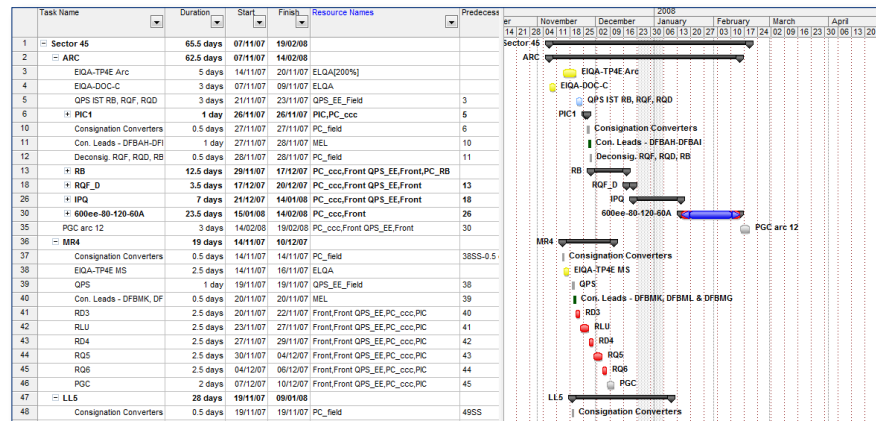 Task Name Duration Start Finish Resource Names Predecess
2008
er November December January February March April
14 21 28 04 11 18 25 02 09 16 23 30 06 13 20 27 03 10 17 24 02 09 16 23 30 06 13 20
1 Sector 45 65.5 days 07/11/07 19/02/08 Sector 45
2 ARC 62.5 days 07/11/07 14/02/08 ARC
3 EIQA-TP4E Arc 5 days 14/11/07 20/11/07 ELQA[200%] EIQA-TP4E Arc
4 EIQA-DOC-C 3 days 07/11/07 09/11/07 ELQA EIQA-DOC-C
5 QPS IST RB, RQF, RQD 3 days 21/11/07 23/11/07 QPS_EE_Field 3 QPS IST RB, RQF, RQD
6 PIC1 1 day 26/11/07 26/11/07 PIC,PC_ccc 5 PIC1
10 Consignation Converters 0.5 days 27/11/07 27/11/07 PC_field 6 Consignation Converters
11 Con. Leads - DFBAH-DFBI 1 day 27/11/07 28/11/07 MEL 10 Con. Leads - DFBAH-DFBAI
12 Deconsig. RQF, RQD, RB 0.5 days 28/11/07 28/11/07 PC_field 11 Deconsig. RQF, RQD, RB
13 RB 12.5 days 29/11/07 17/12/07 PC_ccc,Front QPS_EE,Front,PC_RB RB
18 RQF_D 3.5 days 17/12/07 20/12/07 PC_ccc,Front QPS_EE,Front 13 RQF_D
26 IPQ 7 days 21/12/07 14/01/08 PC_ccc,Front QPS_EE,Front 18 IPQ
30 600ee-80-120-60A 23.5 days 15/01/08 14/02/08 PC_ccc,Front 26 600ee-80-120-60A
35 PGC arc 12 3 days 14/02/08 19/02/08 PC_ccc,Front QPS_EE,Front 30 PGC arc 12
36 MR4 19 days 14/11/07 10/12/07 MR4
37 Consignation Converters 0.5 days 14/11/07 14/11/07 PC_field 38SS-0.5 Consignation Converters
38 EIQA-TP4E MS 2.5 days 14/11/07 16/11/07 ELQA EIQA-TP4E MS
39 QPS 1 day 19/11/07 19/11/07 QPS_EE_Field 38 QPS
40 Con. Leads - DFBMK, DF 0.5 days 20/11/07 20/11/07 MEL 39 Con. Leads - DFBMK, DFBML & DFBMG
41 RD3 2.5 days 20/11/07 22/11/07 Front,Front QPS_EE,PC_ccc,PIC 40 RD3
42 RLU 2.5 days 23/11/07 27/11/07 Front,Front QPS_EE,PC_ccc,PIC 41 RLU
43 RD4 2.5 days 27/11/07 29/11/07 Front,Front QPS_EE,PC_ccc,PIC 42 RD4
44 RQ5 2.5 days 30/11/07 04/12/07 Front,Front QPS_EE,PC_ccc,PIC 43 RQ5
45 RQ6 2.5 days 04/12/07 06/12/07 Front,Front QPS_EE,PC_ccc,PIC 44 RQ6
46 PGC 2 days 07/12/07 10/12/07 Front,Front QPS_EE,PC_ccc,PIC 45 PGC
47 LL5 28 days 19/11/07 09/01/08 LL5
48 Consignation Converters 0.5 days 19/11/07 19/11/07 PC_field 49SS Consignation Converters